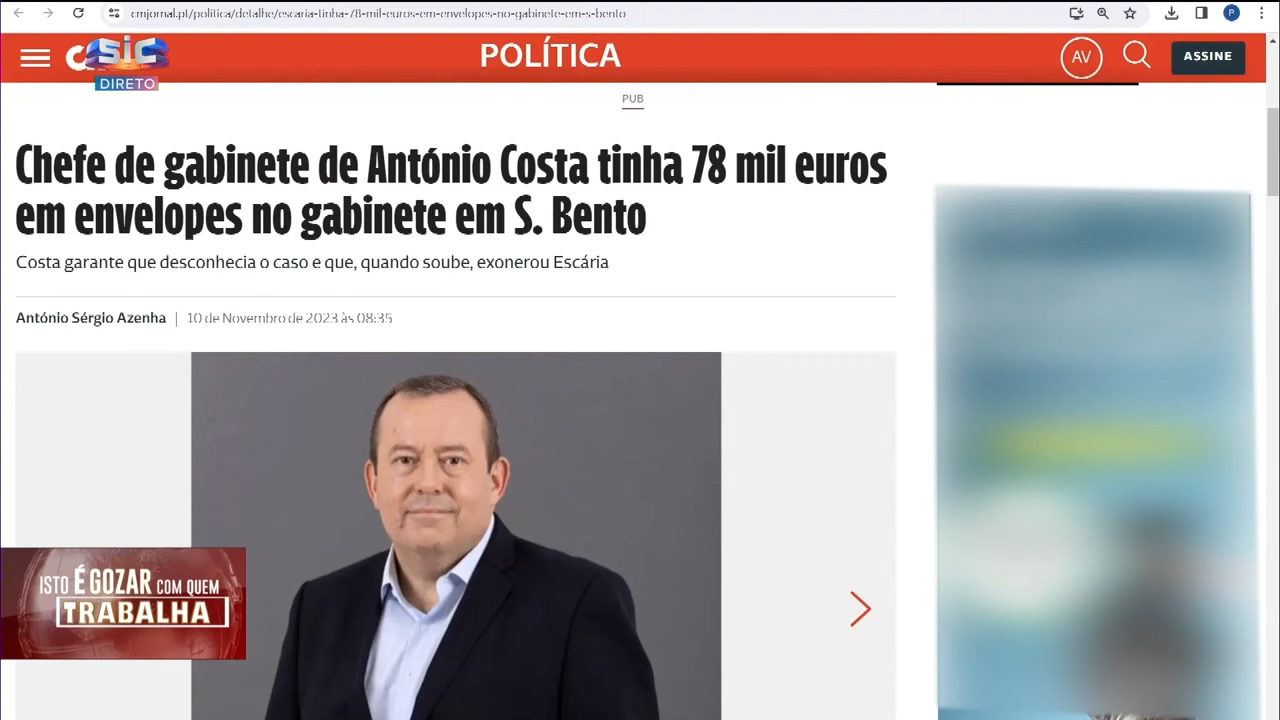 cmjornal.pt/politica/detalhe/escaria-tinha-78-mil-euros-em-envelopes-no-gabinete-em-s-bento
P
SIC
DIRETO
POLÍTICA
AV
ASSINE
PUB
Chefe de gabinete de António Costa tinha 78 mil euros
em envelopes no gabinete em S. Bento
Costa garante que desconhecia o caso e que, quando soube, exonerou Escária
António Sérgio Azenha | 10 de Novembro de 2023 às 08:35
ISTO É GOZAR COM QUEM
TRABALHA